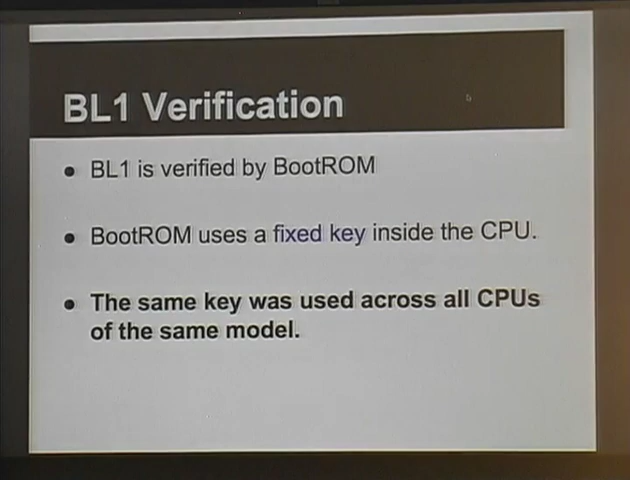 BL1 Verification
● BL1 is verified by BootROM
● BootROM uses a fixed key inside the CPU.
● The same key was used across all CPUs
of the same model.